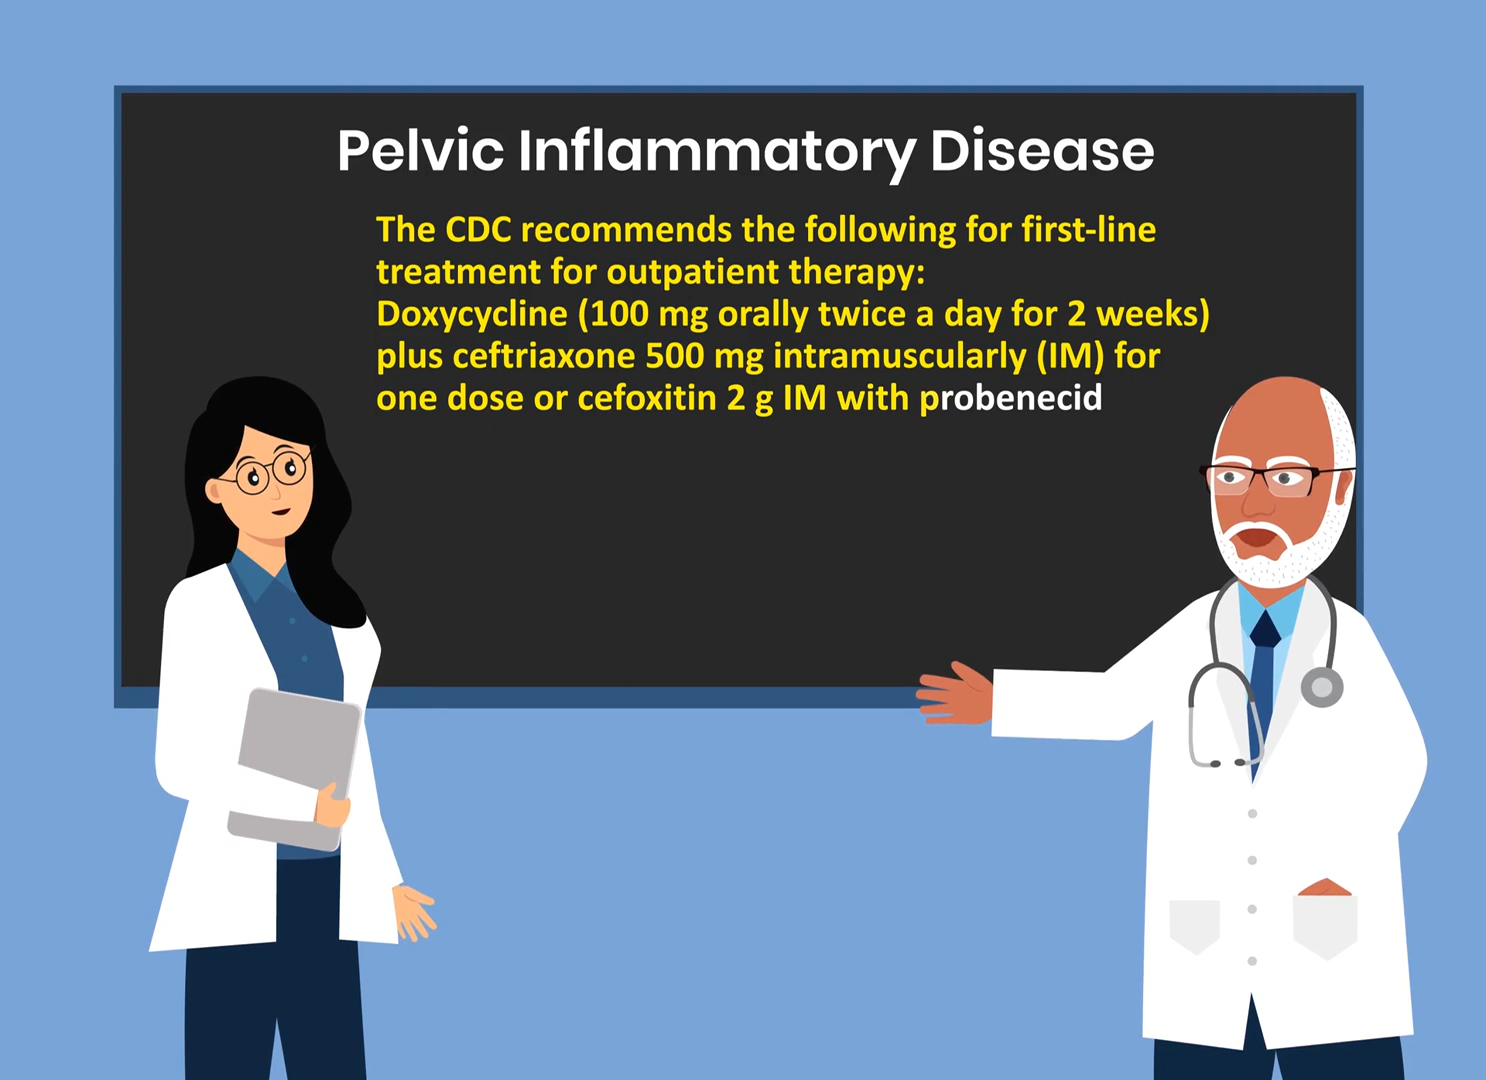 Pelvic Inflammatory Disease
The CDC recommends the following for first-line
treatment for outpatient therapy:
Doxycycline (100 mg orally twice a day for 2 weeks)
plus ceftriaxone 500 mg intramuscularly (IM) for
one dose or cefoxitin 2 g IM with probenecid